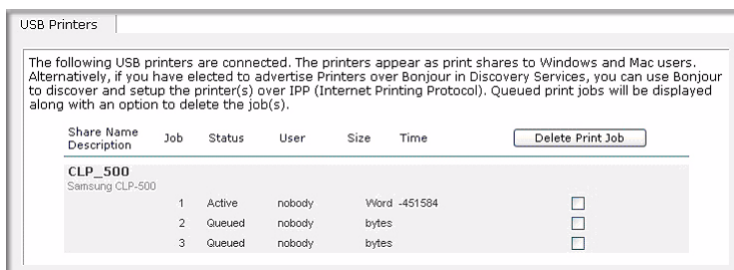 USB Printers
The following USB printers are connected. The printers appear as print shares to Windows and Mac users.
Alternatively, if you have elected to advertise Printers over Bonjour in Discovery Services, you can use Bonjour
to discover and setup the printer(s) over IPP (Internet Printing Protocol). Queued print jobs will be displayed
along with an option to delete the job(s).
Share Name
Description Job Status User Size Time Delete Print Job
CLP_500
Samsung CLP-500
1 Active nobody Word -451584
2 Queued nobody bytes
3 Queued nobody bytes